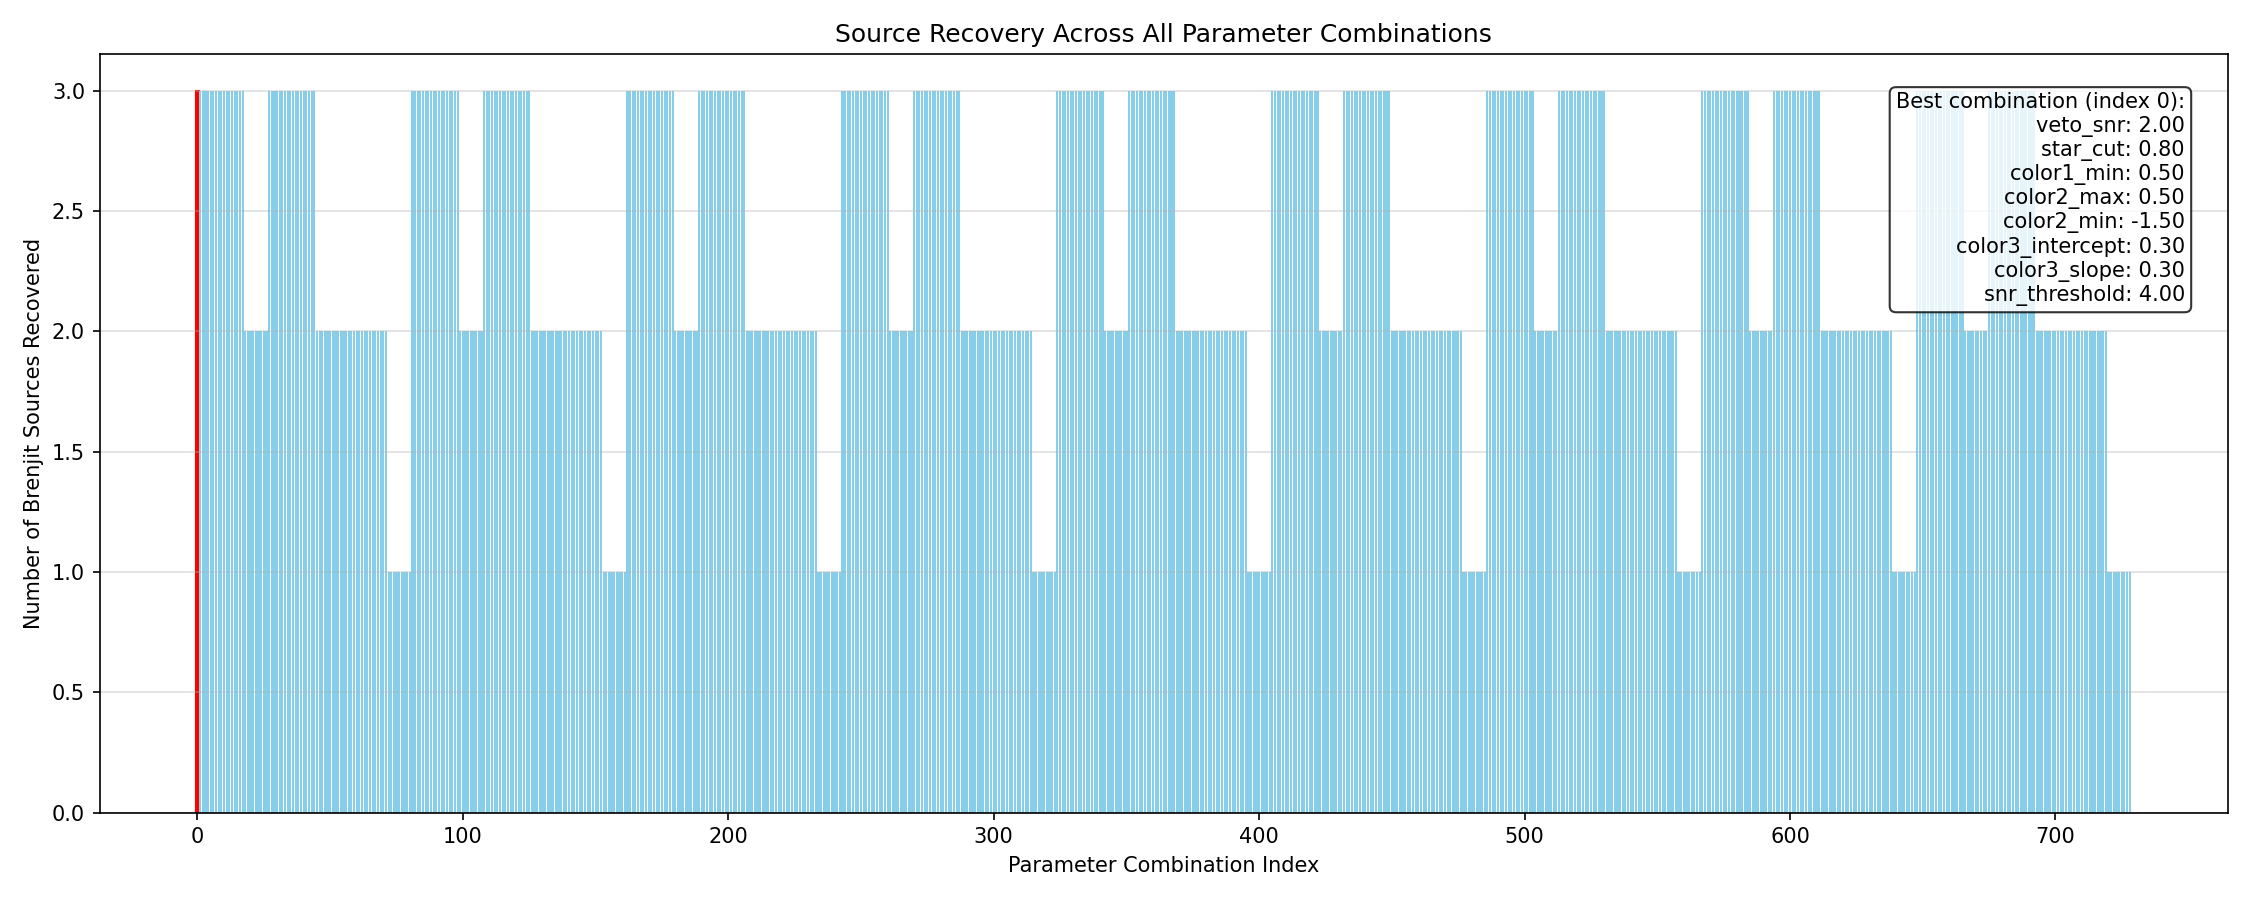 Source Recovery Across All Parameter Combinations
Number of Brenjit Sources Recovered
3.0
2.5
2.0
1.5
1.0
0.5
0.0
Best combination (index 0):
veto_snr: 2.00
star_cut: 0.80
color1_min: 0.50
color2_max: 0.50
color2_min: -1.50
color3_intercept: 0.30
color3_slope: 0.30
snr_threshold: 4.00
0 100 200 300 400 500 600 700
Parameter Combination Index